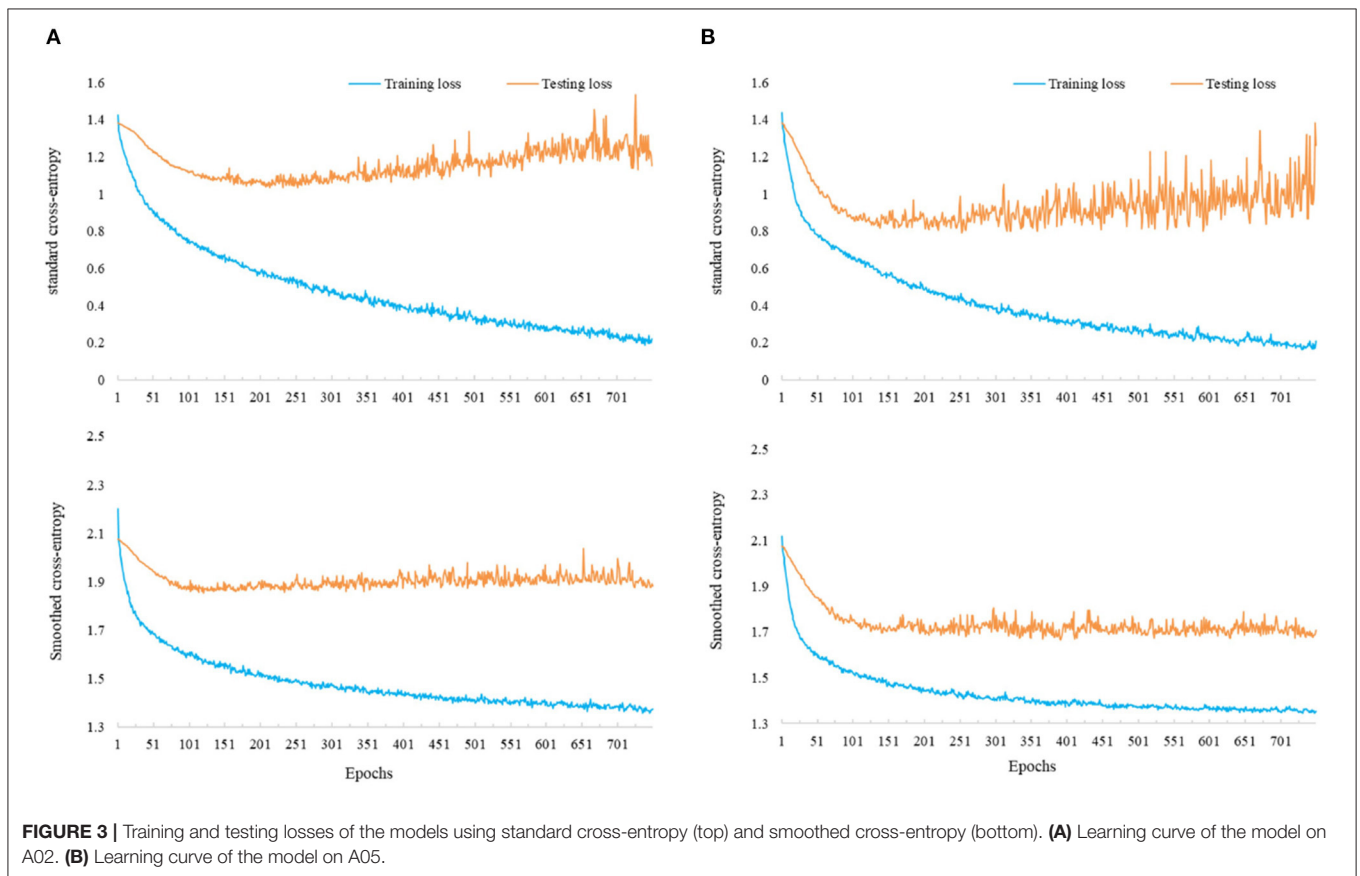 A
B
Training loss Testing loss
Training loss Testing loss
standard cross-entropy
1.6
1.4
1.2
1
0.8
0.6
0.4
0.2
0
1 51 101 151 201 251 301 351 401 451 501 551 601 651 701
standard cross-entropy
1.6
1.4
1.2
1
0.8
0.6
0.4
0.2
0
1 51 101 151 201 251 301 351 401 451 501 551 601 651 701
Smoothed cross-entropy
2.5
2.3
2.1
1.9
1.7
1.5
1.3
1 51 101 151 201 251 301 351 401 451 501 551 601 651 701
Epochs
Smoothed cross-entropy
2.5
2.3
2.1
1.9
1.7
1.5
1.3
1 51 101 151 201 251 301 351 401 451 501 551 601 651 701
Epochs
FIGURE 3 | Training and testing losses of the models using standard cross-entropy (top) and smoothed cross-entropy (bottom). (A) Learning curve of the model on
A02. (B) Learning curve of the model on A05.